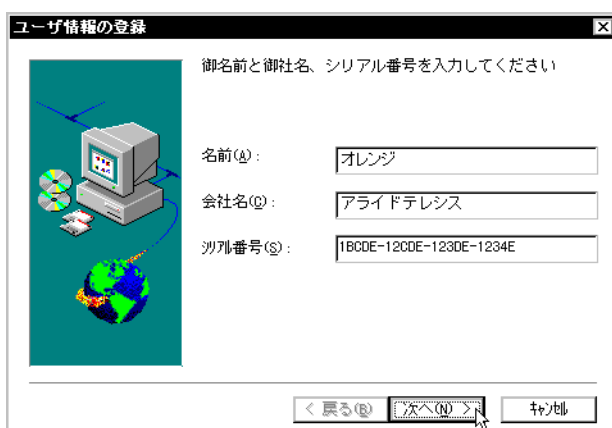 ユーザ情報の登録
御名前と御社名、シリアル番号を入力してください
名前(A):
オレンジ
会社名(C):
アライドテレシス
ｼﾘｱﾙ番号(S):
1BCDE-12CDE-123DE-1234E
< 戻る(B)
次へ(N) >
ｷｬﾝｾﾙ